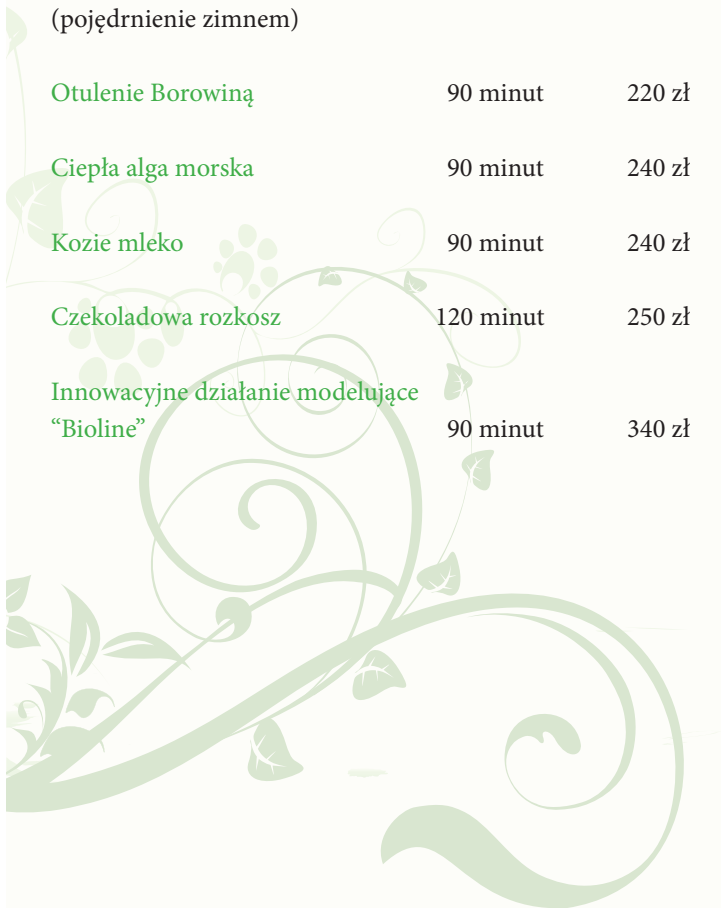 (pojędrnienie zimnem)
Otulenie Borowiną 90 minut 220 zł
Ciepła alga morska 90 minut 240 zł
Kozie mleko 90 minut 240 zł
Czekoladowa rozkosz 120 minut 250 zł
Innowacyjne działanie modelujące
“Bioline” 90 minut 340 zł